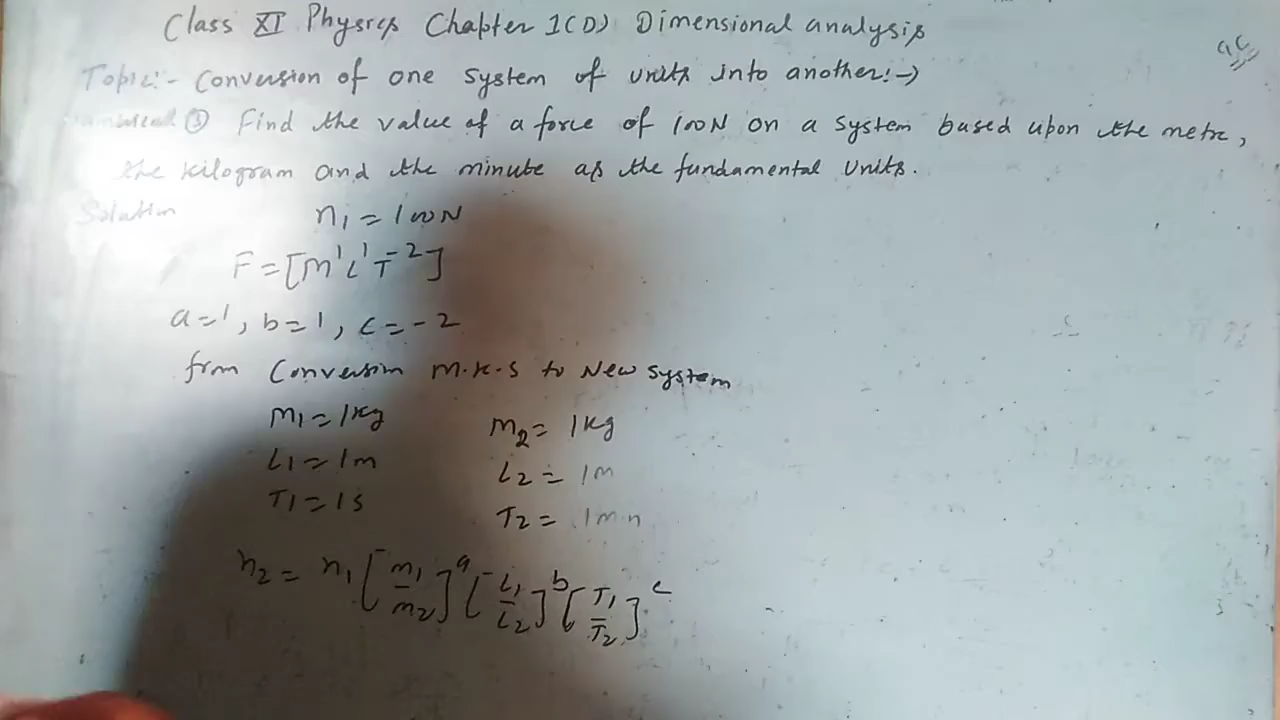 Class XI Physics Chapter 1(D) Dimensional analysis
Topic:- Conversion of one system of units into another:→
Numerical ③ Find the value of a force of 100N on a system based upon the metre,
the kilogram and the minute as the fundamental units.
Solution n₁ = 100N
F = [M¹L¹T⁻²]
a=1, b=1, c=-2
from Conversion M.K.S to New System
M₁ = 1kg M₂ = 1kg
L₁ = 1m L₂ = 1m
T₁ = 1s T₂ = 1min
n₂ = n₁ [M₁/M₂]ᵃ [L₁/L₂]ᵇ [T₁/T₂]ᶜ